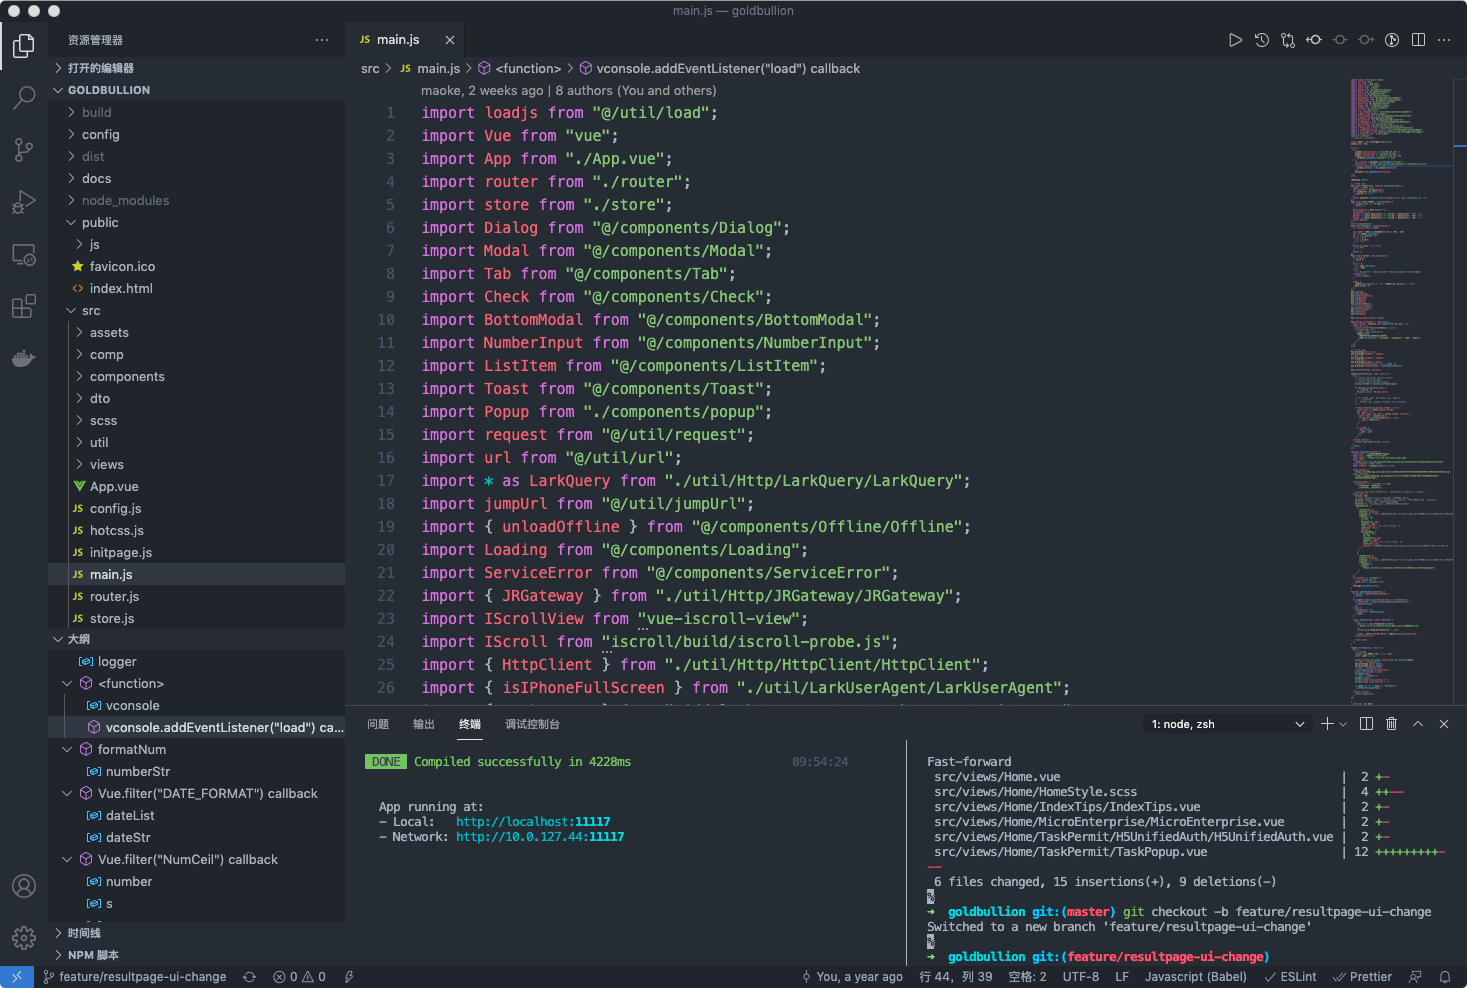 main.js — goldbullion
资源管理器
打开的编辑器
GOLDBULLION
build
config
dist
docs
node_modules
public
js
favicon.ico
index.html
src
assets
comp
components
dto
scss
util
views
App.vue
config.js
hotcss.js
initpage.js
main.js
router.js
store.js
大纲
logger
<function>
vconsole
vconsole.addEventListener("load") ca...
formatNum
numberStr
Vue.filter("DATE_FORMAT") callback
dateList
dateStr
Vue.filter("NumCeil") callback
number
s
时间线
NPM 脚本
JS main.js
src > JS main.js > <function> > vconsole.addEventListener("load") callback
maoke, 2 weeks ago | 8 authors (You and others)
1 import loadjs from "@/util/load";
2 import Vue from "vue";
3 import App from "./App.vue";
4 import router from "./router";
5 import store from "./store";
6 import Dialog from "@/components/Dialog";
7 import Modal from "@/components/Modal";
8 import Tab from "@/components/Tab";
9 import Check from "@/components/Check";
10 import BottomModal from "@/components/BottomModal";
11 import NumberInput from "@/components/NumberInput";
12 import ListItem from "@/components/ListItem";
13 import Toast from "@/components/Toast";
14 import Popup from "./components/popup";
15 import request from "@/util/request";
16 import url from "@/util/url";
17 import * as LarkQuery from "./util/Http/LarkQuery/LarkQuery";
18 import jumpUrl from "@/util/jumpUrl";
19 import { unloadOffline } from "@/components/Offline/Offline";
20 import Loading from "@/components/Loading";
21 import ServiceError from "@/components/ServiceError";
22 import { JRGateway } from "./util/Http/JRGateway/JRGateway";
23 import IScrollView from "vue-iscroll-view";
24 import IScroll from "iscroll/build/iscroll-probe.js";
25 import { HttpClient } from "./util/Http/HttpClient/HttpClient";
26 import { isIPhoneFullScreen } from "./util/LarkUserAgent/LarkUserAgent";
问题 输出 终端 调试控制台
1: node, zsh
DONE Compiled successfully in 4228ms 09:54:24
App running at:
- Local: http://localhost:11117
- Network: http://10.0.127.44:11117
Fast-forward
src/views/Home.vue | 2 +-
src/views/Home/HomeStyle.scss | 4 ++--
src/views/Home/IndexTips/IndexTips.vue | 2 +-
src/views/Home/MicroEnterprise/MicroEnterprise.vue | 2 +-
src/views/Home/TaskPermit/H5UnifiedAuth/H5UnifiedAuth.vue | 2 +-
src/views/Home/TaskPermit/TaskPopup.vue | 12 +++++++++-
--
6 files changed, 15 insertions(+), 9 deletions(-)
%
➜ goldbullion git:(master) git checkout -b feature/resultpage-ui-change
Switched to a new branch 'feature/resultpage-ui-change'
%
➜ goldbullion git:(feature/resultpage-ui-change)
feature/resultpage-ui-change 0 0 You, a year ago 行 44，列 39 空格: 2 UTF-8 LF Javascript (Babel) ESLint Prettier